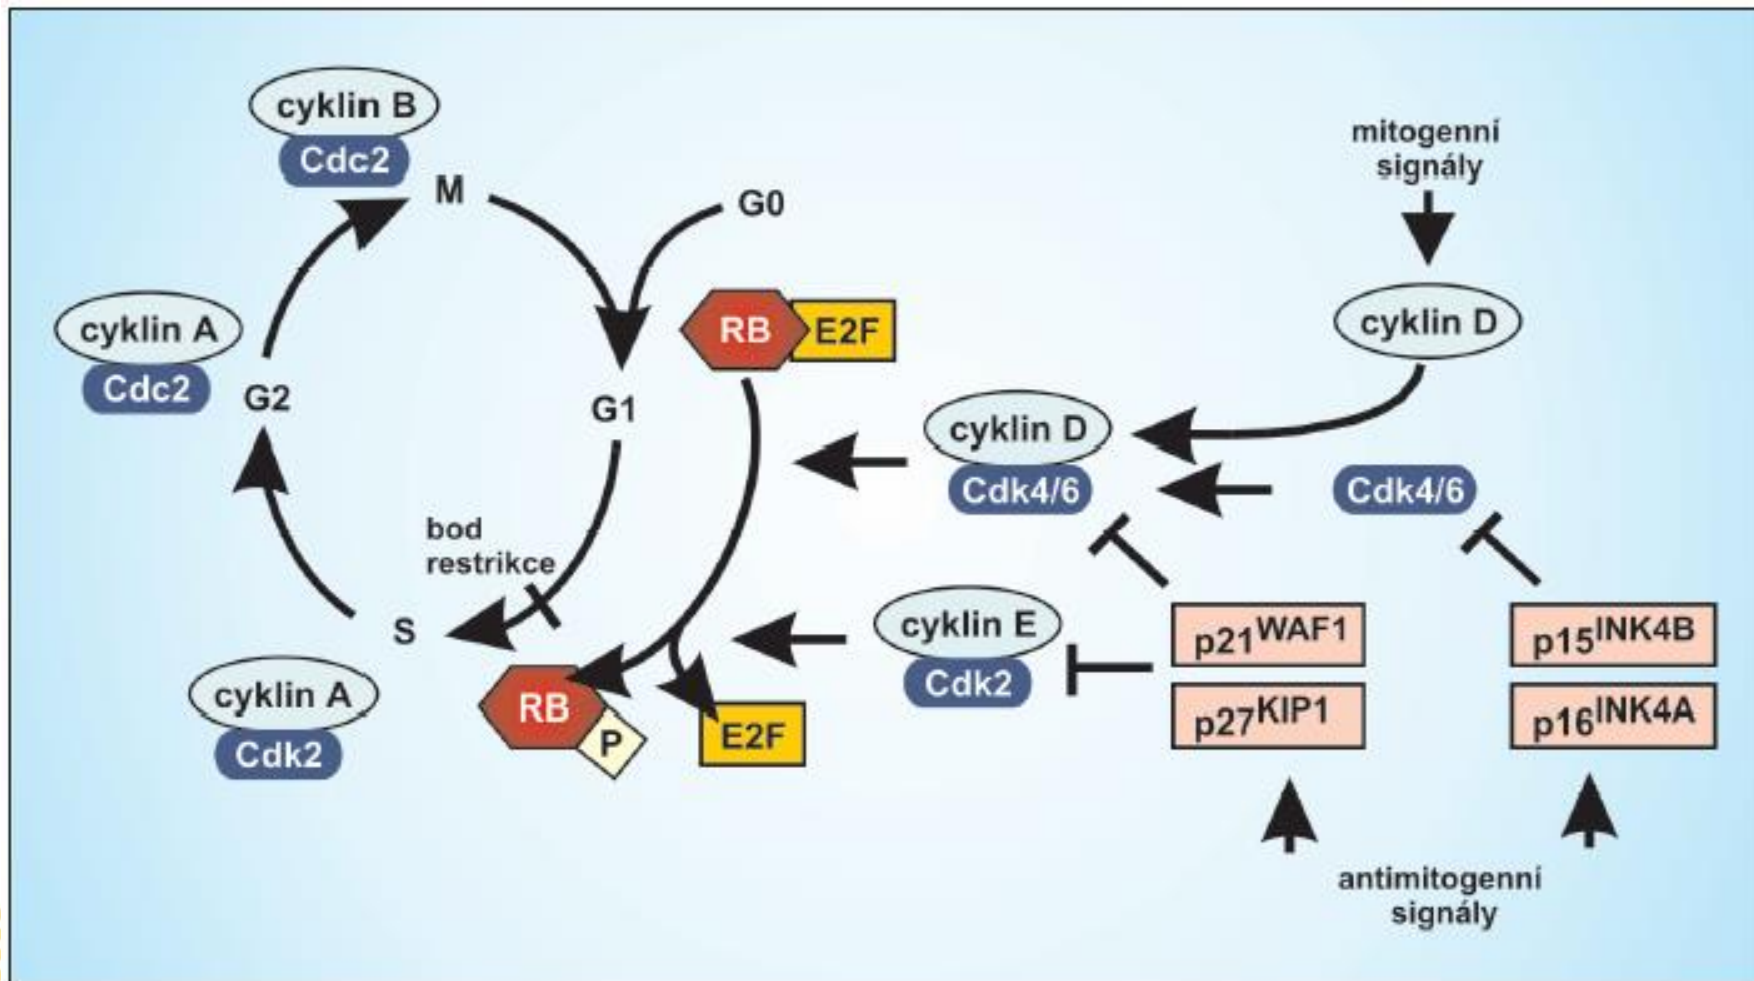 cyklin B
Cdc2
M
G0
mitogenní
signály
cyklin A
Cdc2
G2
RB
E2F
cyklin D
G1
cyklin D
Cdk4/6
Cdk4/6
bod
restrikce
S
cyklin E
Cdk2
p21WAF1
p15INK4B
cyklin A
Cdk2
RB
P
E2F
p27KIP1
p16INK4A
antimitogenní
signály